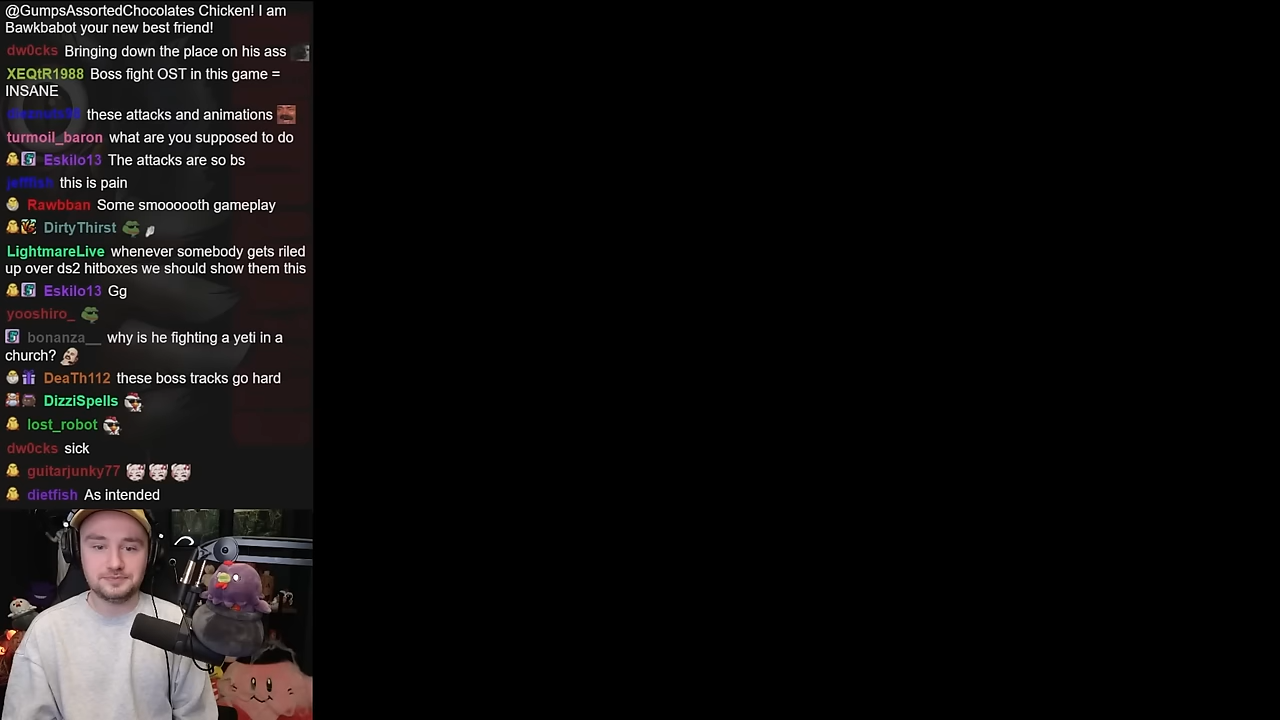 @GumpsAssortedChocolates Chicken! I am
Bawkbabot your new best friend!
dw0cks Bringing down the place on his ass
XEQtR1988 Boss fight OST in this game =
INSANE
these attacks and animations
turmoil_baron what are you supposed to do
Eskilo13 The attacks are so bs
jefffish this is pain
Rawbban Some smoooooth gameplay
DirtyThirst
LightmareLive whenever somebody gets riled
up over ds2 hitboxes we should show them this
Eskilo13 Gg
yooshiro_
bonanza__ why is he fighting a yeti in a
church?
DeaTh112 these boss tracks go hard
DizziSpells
lost_robot
dw0cks sick
guitarjunky77
dietfish As intended